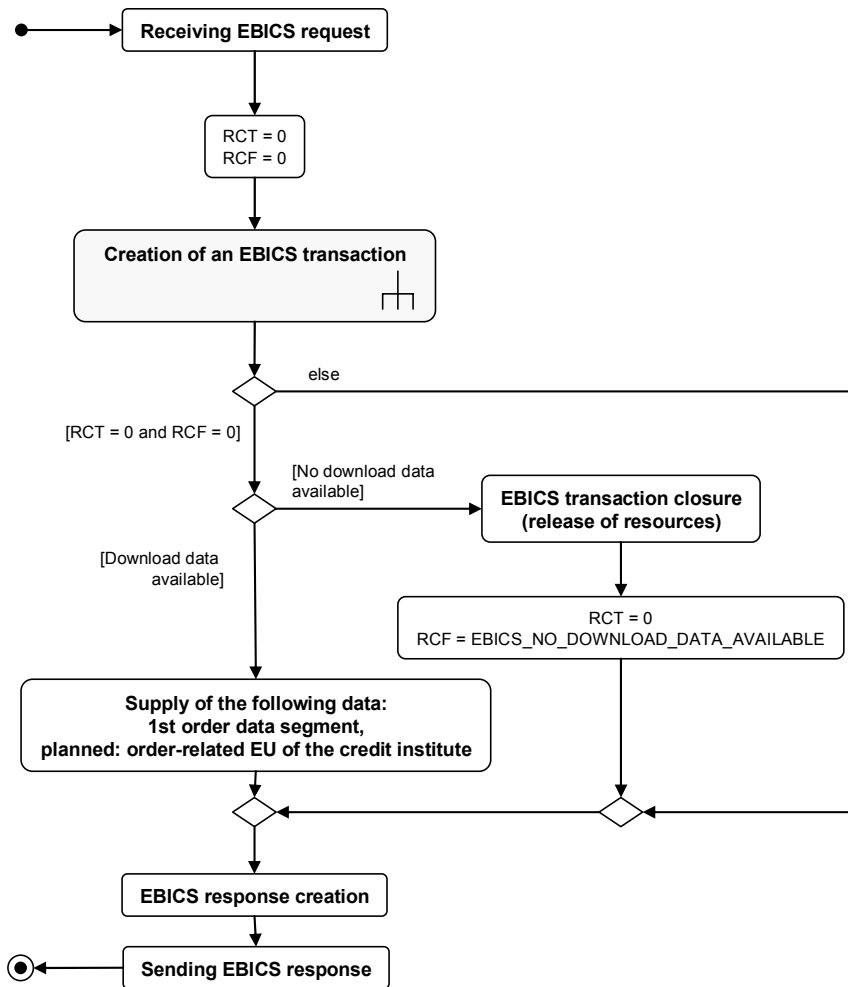 Receiving EBICS request
RCT = 0
RCF = 0
Creation of an EBICS transaction
else
[RCT = 0 and RCF = 0]
[No download data
available]
EBICS transaction closure
(release of resources)
[Download data
available]
RCT = 0
RCF = EBICS_NO_DOWNLOAD_DATA_AVAILABLE
Supply of the following data:
1st order data segment,
planned: order-related EU of the credit institute
EBICS response creation
Sending EBICS response